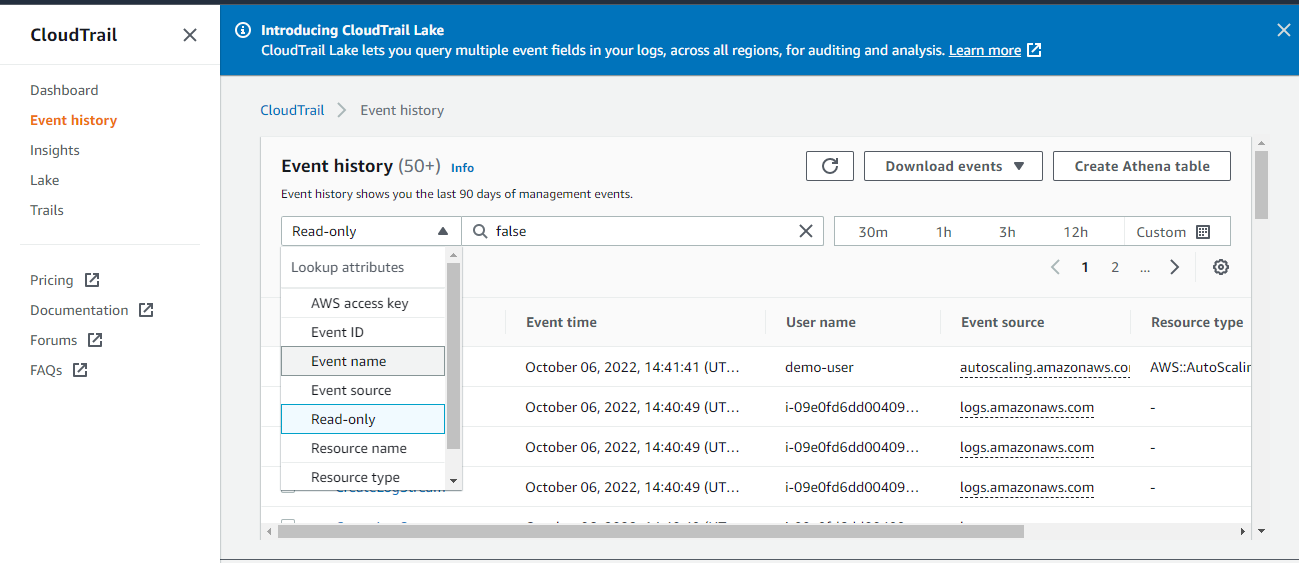 CloudTrail
Dashboard
Event history
Insights
Lake
Trails
Pricing
Documentation
Forums
FAQs
Introducing CloudTrail Lake
CloudTrail Lake lets you query multiple event fields in your logs, across all regions, for auditing and analysis. Learn more
CloudTrail Event history
Event history (50+) Info
Download events
Create Athena table
Event history shows you the last 90 days of management events.
Read-only
false
30m 1h 3h 12h Custom
1 2 ...
Lookup attributes
AWS access key
Event ID
Event name
Event source
Read-only
Resource name
Resource type
Event time User name Event source Resource type
October 06, 2022, 14:41:41 (UT... demo-user autoscaling.amazonaws.co AWS::AutoScalin
October 06, 2022, 14:40:49 (UT... i-09e0fd6dd00409... logs.amazonaws.com -
October 06, 2022, 14:40:49 (UT... i-09e0fd6dd00409... logs.amazonaws.com -
October 06, 2022, 14:40:49 (UT... i-09e0fd6dd00409... logs.amazonaws.com -